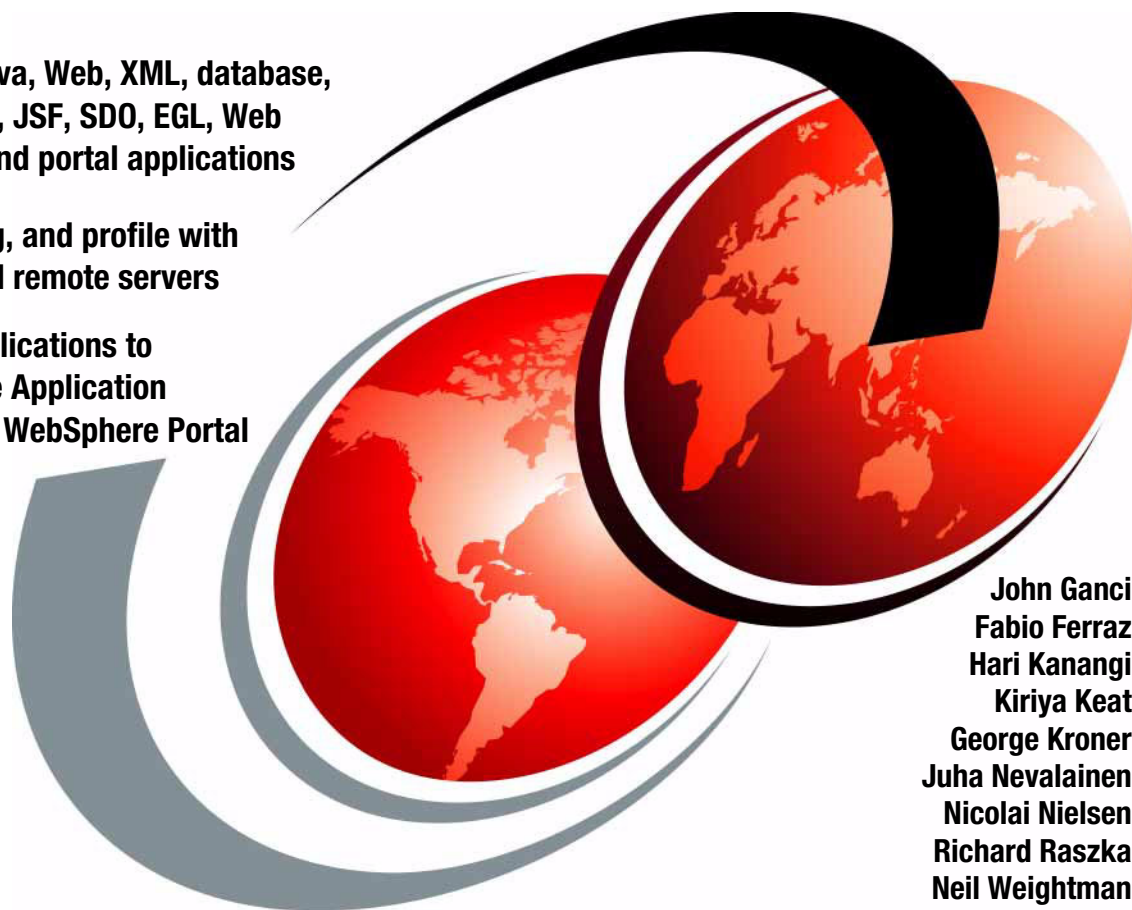 va, Web, XML, database,
, JSF, SDO, EGL, Web
nd portal applications
g, and profile with
l remote servers
lications to
e Application
WebSphere Portal
John Ganci
Fabio Ferraz
Hari Kanangi
Kiriya Keat
George Kroner
Juha Nevalainen
Nicolai Nielsen
Richard Raszka
Neil Weightman